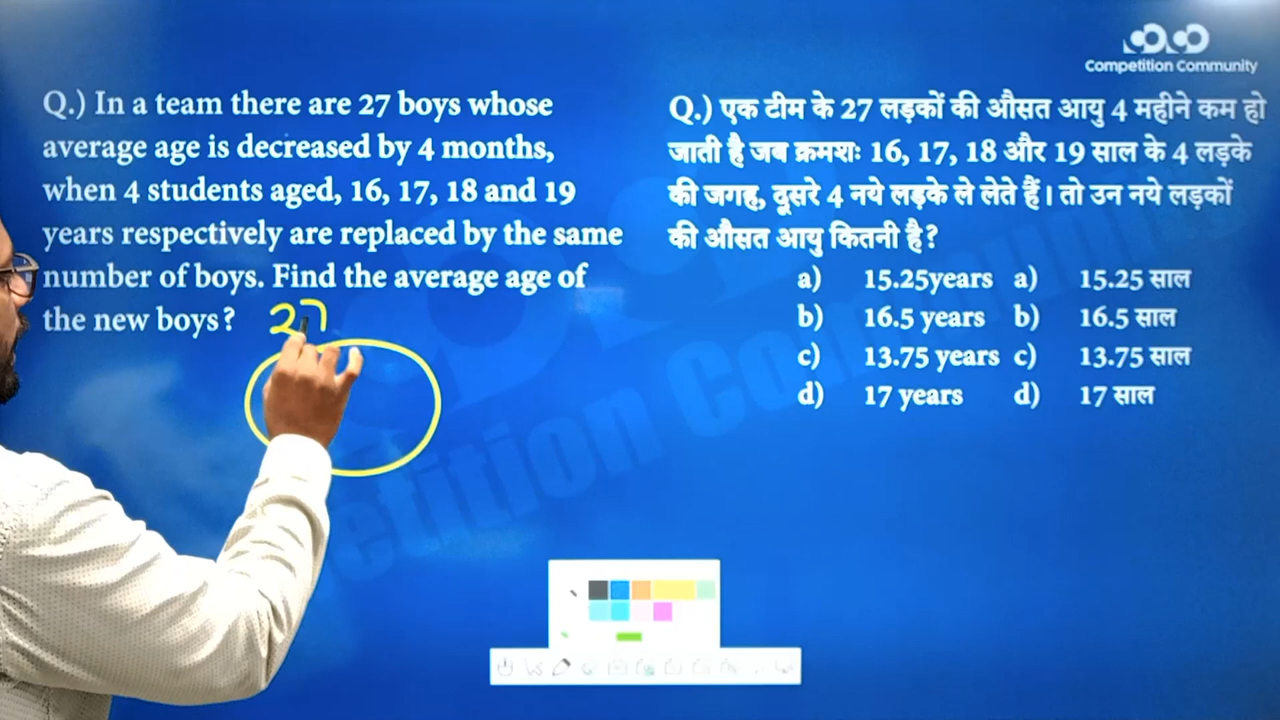 Competition Community
Q.) In a team there are 27 boys whose
average age is decreased by 4 months,
when 4 students aged, 16, 17, 18 and 19
years respectively are replaced by the same
number of boys. Find the average age of
the new boys?
27
Q.) एक टीम के 27 लड़कों की औसत आयु 4 महीने कम हो
जाती है जब क्रमशः 16, 17, 18 और 19 साल के 4 लड़के
की जगह, दूसरे 4 नये लड़के ले लेते हैं। तो उन नये लड़कों
की औसत आयु कितनी है?
a) 15.25years a) 15.25 साल
b) 16.5 years b) 16.5 साल
c) 13.75 years c) 13.75 साल
d) 17 years d) 17 साल